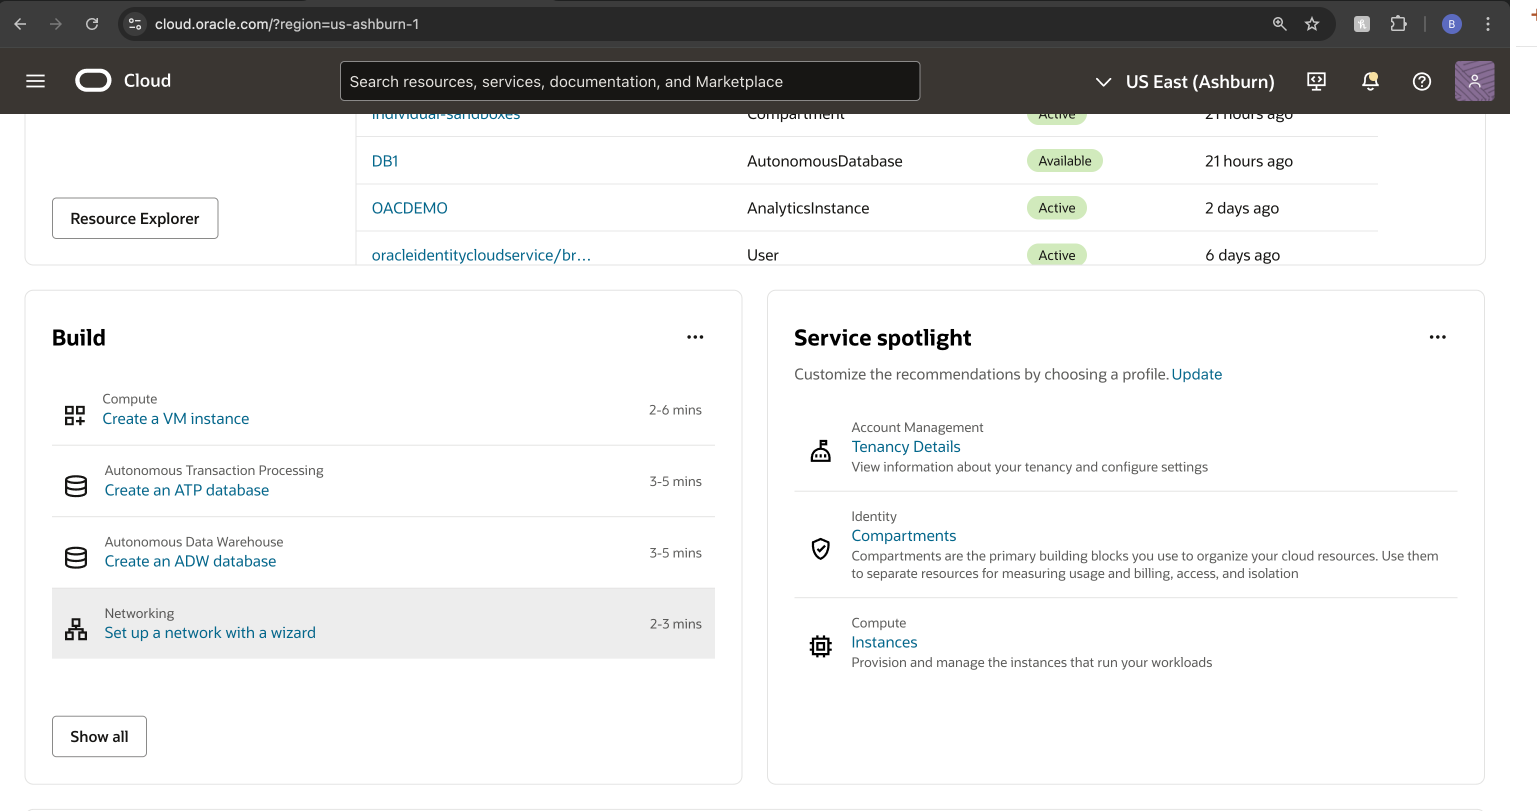 cloud.oracle.com/?region=us-ashburn-1
B
Cloud
Search resources, services, documentation, and Marketplace
US East (Ashburn)
individual-sandboxes Compartment Active 21 hours ago
DB1 AutonomousDatabase Available 21 hours ago
OACDEMO AnalyticsInstance Active 2 days ago
Resource Explorer
oracleidentitycloudservice/br... User Active 6 days ago
Build
Compute
Create a VM instance
2-6 mins
Autonomous Transaction Processing
Create an ATP database
3-5 mins
Autonomous Data Warehouse
Create an ADW database
3-5 mins
Networking
Set up a network with a wizard
2-3 mins
Show all
Service spotlight
Customize the recommendations by choosing a profile. Update
Account Management
Tenancy Details
View information about your tenancy and configure settings
Identity
Compartments
Compartments are the primary building blocks you use to organize your cloud resources. Use them
to separate resources for measuring usage and billing, access, and isolation
Compute
Instances
Provision and manage the instances that run your workloads